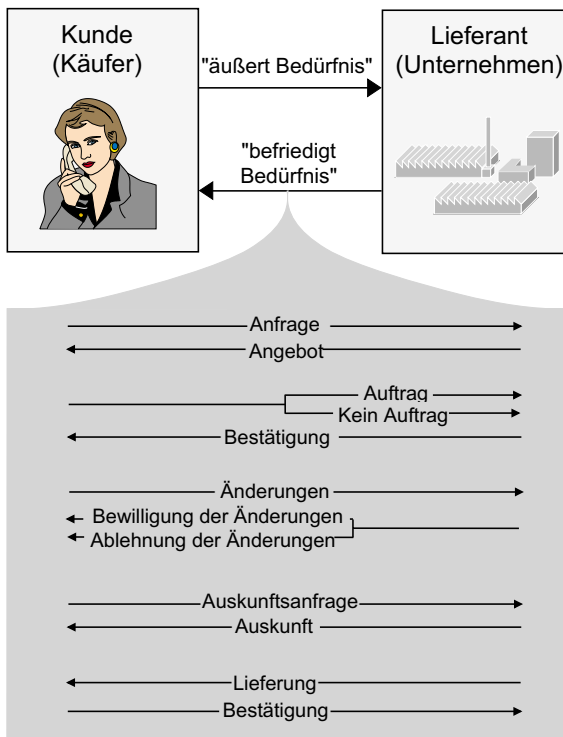 Kunde
(Käufer)
"äußert Bedürfnis"
"befriedigt
Bedürfnis"
Lieferant
(Unternehmen)
Anfrage
Angebot
Auftrag
Kein Auftrag
Bestätigung
Änderungen
Bewilligung der Änderungen
Ablehnung der Änderungen
Auskunftsanfrage
Auskunft
Lieferung
Bestätigung